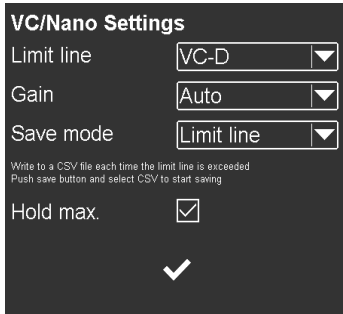 VC/Nano Settings
Limit line VC-D
Gain Auto
Save mode Limit line
Write to a CSV file each time the limit line is exceeded
Push save button and select CSV to start saving
Hold max.